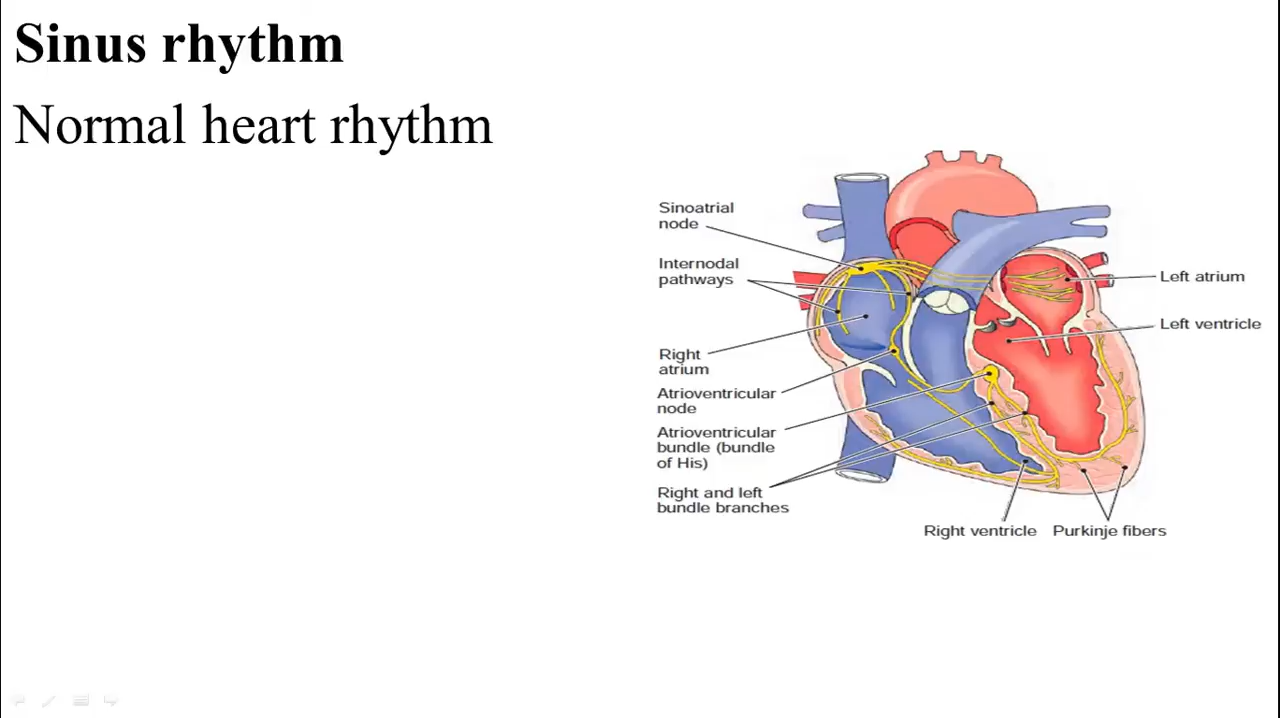 Sinus rhythm
Normal heart rhythm
Sinoatrial
node
Internodal
pathways
Right
atrium
Atrioventricular
node
Atrioventricular
bundle (bundle
of His)
Right and left
bundle branches
Left atrium
Left ventricle
Right ventricle
Purkinje fibers